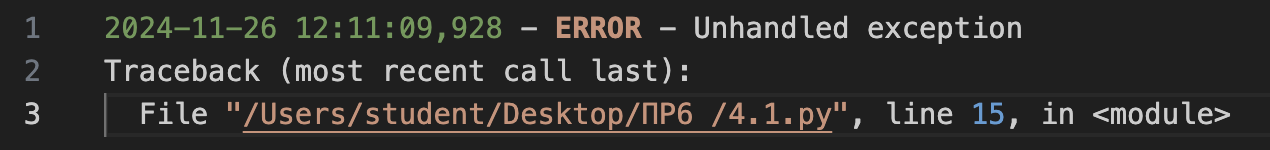 1 2024-11-26 12:11:09,928 - ERROR - Unhandled exception
2 Traceback (most recent call last):
3 File "/Users/student/Desktop/ПР6 /4.1.py", line 15, in <module>